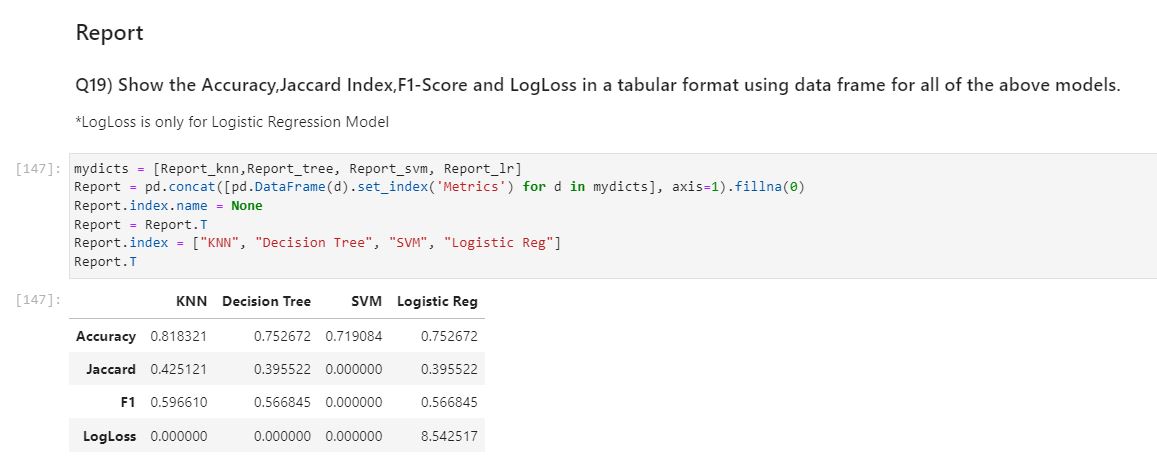 Report
Q19) Show the Accuracy,Jaccard Index,F1-Score and LogLoss in a tabular format using data frame for all of the above models.
*LogLoss is only for Logistic Regression Model
[147]: mydicts = [Report_knn,Report_tree, Report_svm, Report_lr]
Report = pd.concat([pd.DataFrame(d).set_index('Metrics') for d in mydicts], axis=1).fillna(0)
Report.index.name = None
Report = Report.T
Report.index = ["KNN", "Decision Tree", "SVM", "Logistic Reg"]
Report.T
[147]: KNN Decision Tree SVM Logistic Reg
Accuracy 0.818321 0.752672 0.719084 0.752672
Jaccard 0.425121 0.395522 0.000000 0.395522
F1 0.596610 0.566845 0.000000 0.566845
LogLoss 0.000000 0.000000 0.000000 8.542517